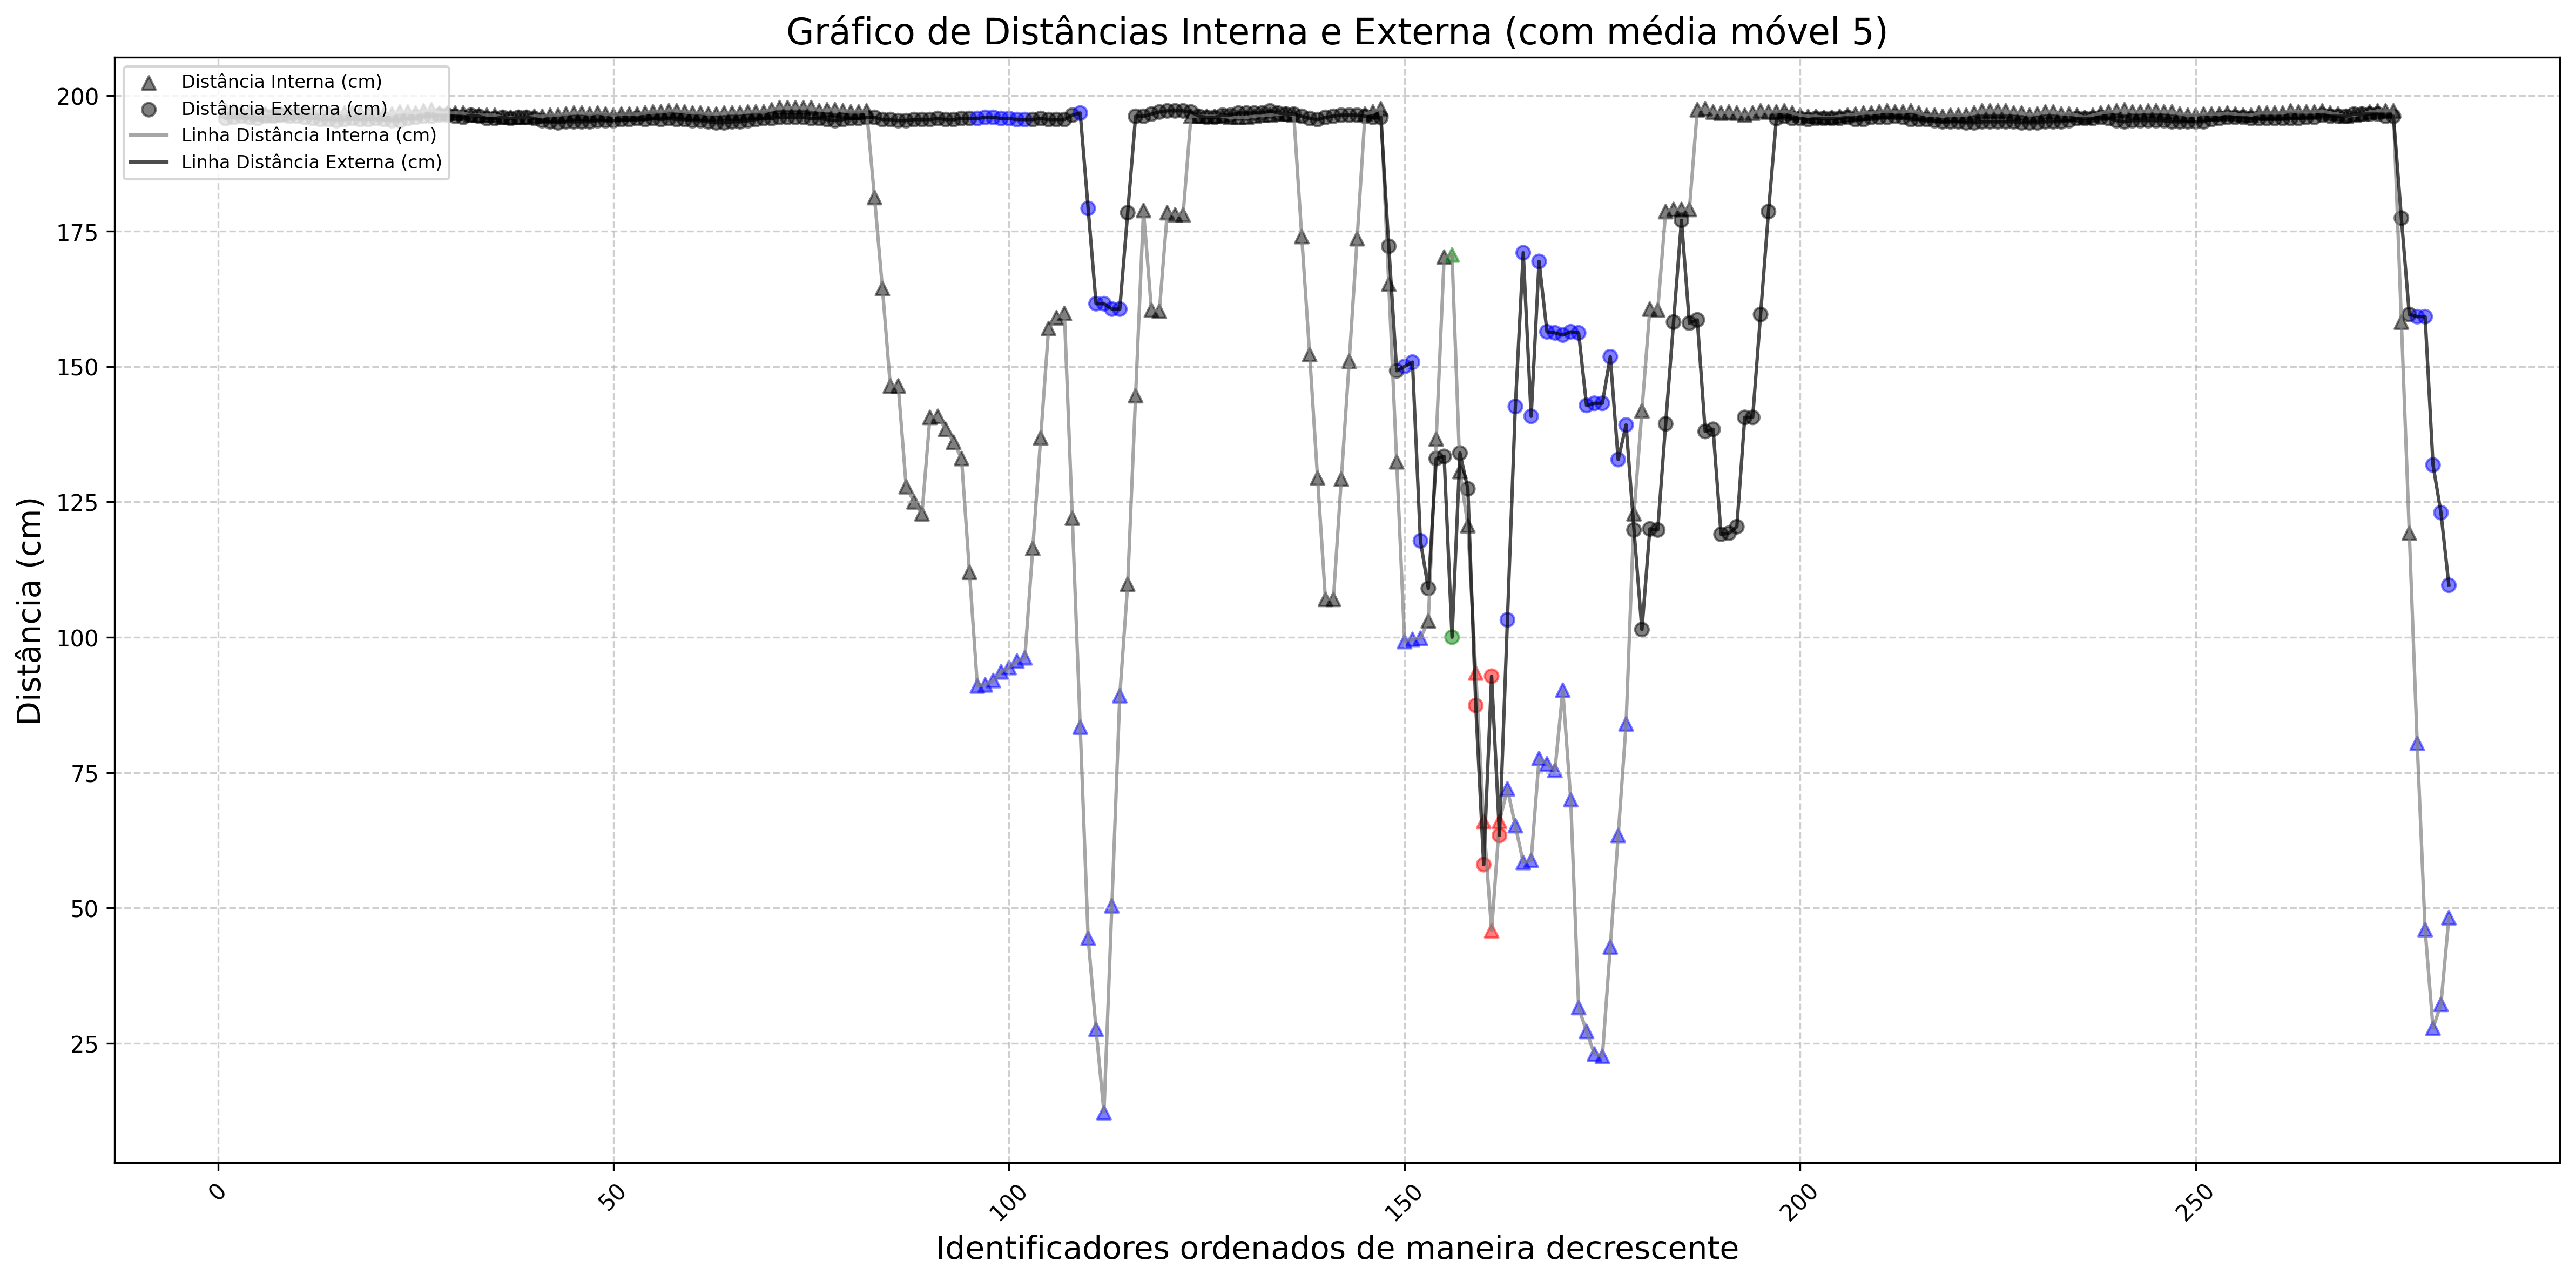 Gráfico de Distâncias Interna e Externa (com média móvel 5)
Distância Interna (cm)
Distância Externa (cm)
Linha Distância Interna (cm)
Linha Distância Externa (cm)
200
175
150
125
100
75
50
25
Distância (cm)
0
50
100
150
200
250
Identificadores ordenados de maneira decrescente